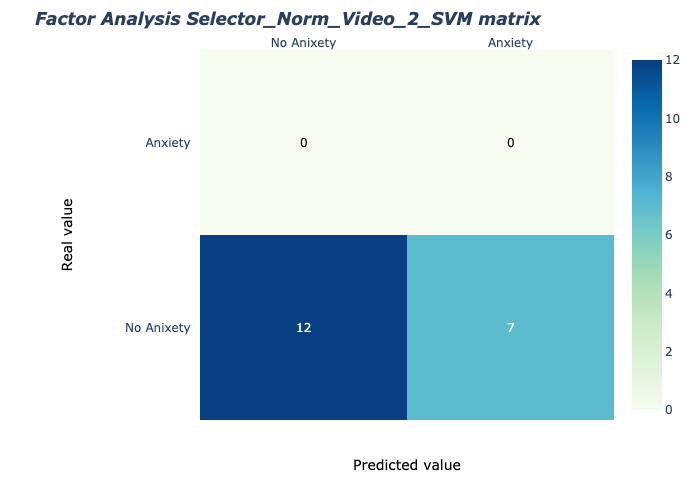 Factor Analysis Selector_Norm_Video_2_SVM matrix
No Anixety Anxiety
12
10
8
6
4
2
0
Anxiety 0 0
Real value
No Anixety 12 7
Predicted value